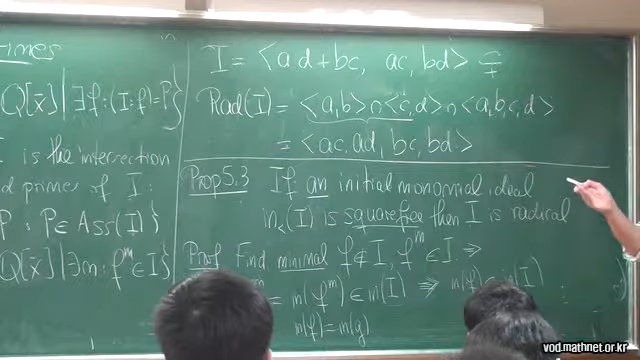 imes
Q[x̄] | ∃f : (I:f) = P}
I is the intersection
d primes of I:
P : P ∈ Ass(I)}
Q[x̄] | ∃m : f^m ∈ I}
I = <ad+bc, ac, bd> ⊊
Rad(I) = <a,b> ∩ <c,d> ∩ <a,b,c,d>
= <ac, ad, bc, bd>
Prop 5.3 If an initial monomial ideal
in_<(I) is squarefree then I is radical
Proof Find minimal f ∉ I, f^m ∈ I ⇒
= in(f^m) ∈ in(I) ⇒ in(f) ∈ in(I)
in(f) = in(g)
vod.mathnet.or.kr